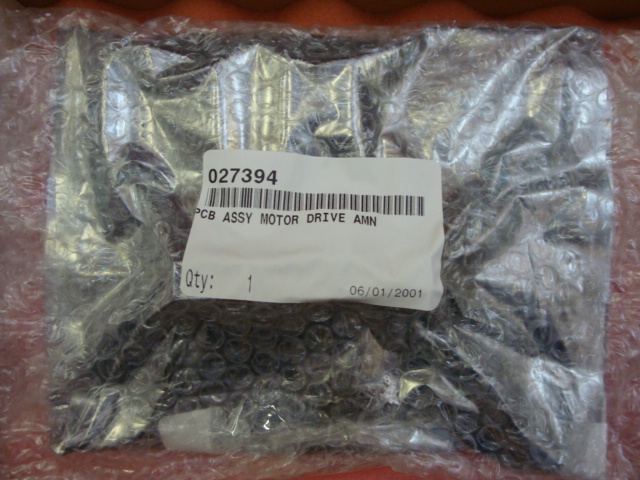 027394
PCB ASSY MOTOR DRIVE AMN
Qty: 1
06/01/2001